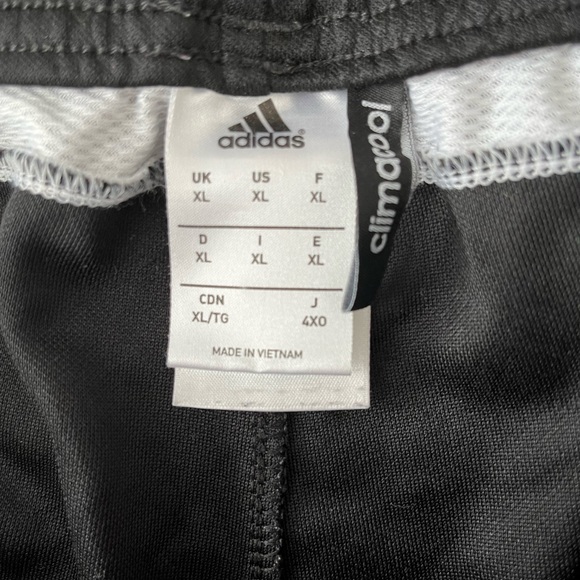 adidas
UK US F
XL XL XL
D I E
XL XL XL
CDN J
XL/TG 4XO
MADE IN VIETNAM
climacool